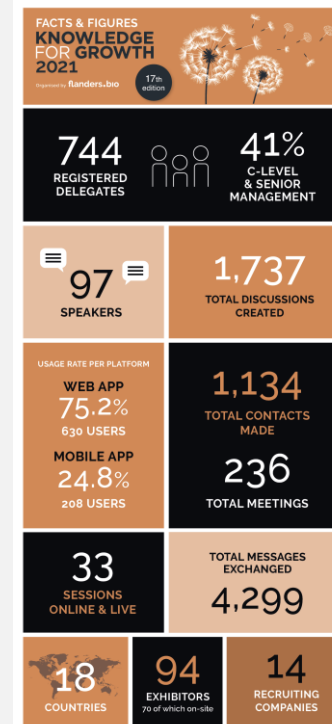 FACTS & FIGURES
KNOWLEDGE
FOR GROWTH
2021
Organised by flanders.bio
17th
edition
744
REGISTERED
DELEGATES
41%
C-LEVEL
& SENIOR
MANAGEMENT
97
SPEAKERS
1,737
TOTAL DISCUSSIONS
CREATED
USAGE RATE PER PLATFORM
WEB APP
75.2%
630 USERS
MOBILE APP
24.8%
208 USERS
1,134
TOTAL CONTACTS
MADE
236
TOTAL MEETINGS
33
SESSIONS
ONLINE & LIVE
TOTAL MESSAGES
EXCHANGED
4,299
18
COUNTRIES
94
EXHIBITORS
70 of which on-site
14
RECRUITING
COMPANIES